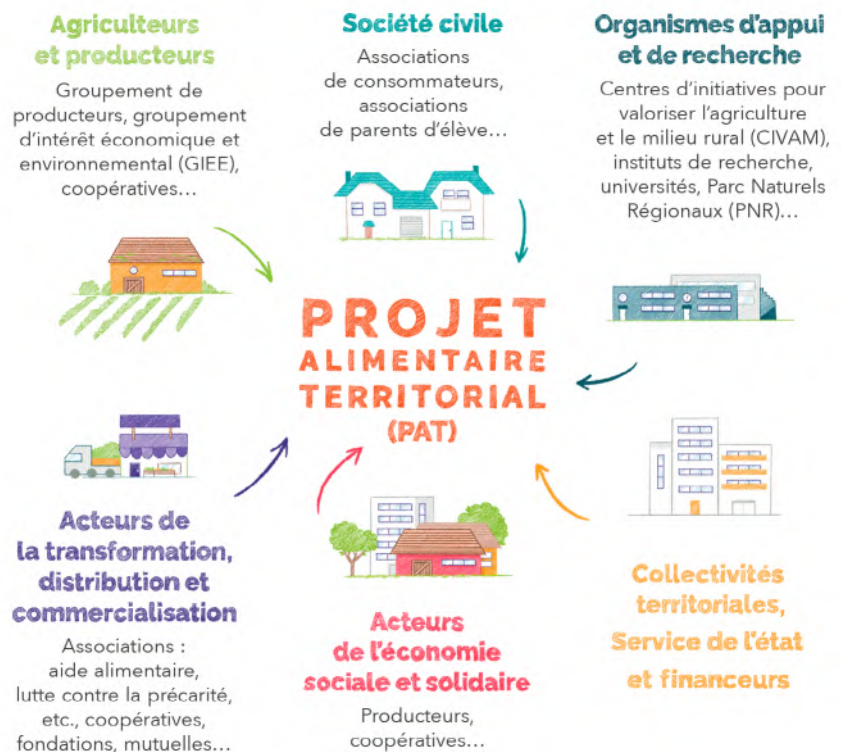 Agriculteurs
et producteurs
Groupement de
producteurs, groupement
d'intérêt économique et
environnemental (GIEE),
coopératives...
Société civile
Associations
de consommateurs,
associations
de parents d'élève...
Organismes d'appui
et de recherche
Centres d'initiatives pour
valoriser l'agriculture
et le milieu rural (CIVAM),
instituts de recherche,
universités, Parc Naturels
Régionaux (PNR)...
PROJET
ALIMENTAIRE
TERRITORIAL
(PAT)
Acteurs de
la transformation,
distribution et
commercialisation
Associations :
aide alimentaire,
lutte contre la précarité,
etc., coopératives,
fondations, mutuelles...
Acteurs
de l'économie
sociale et solidaire
Producteurs,
coopératives...
Collectivités
territoriales,
Service de l'état
et financeurs